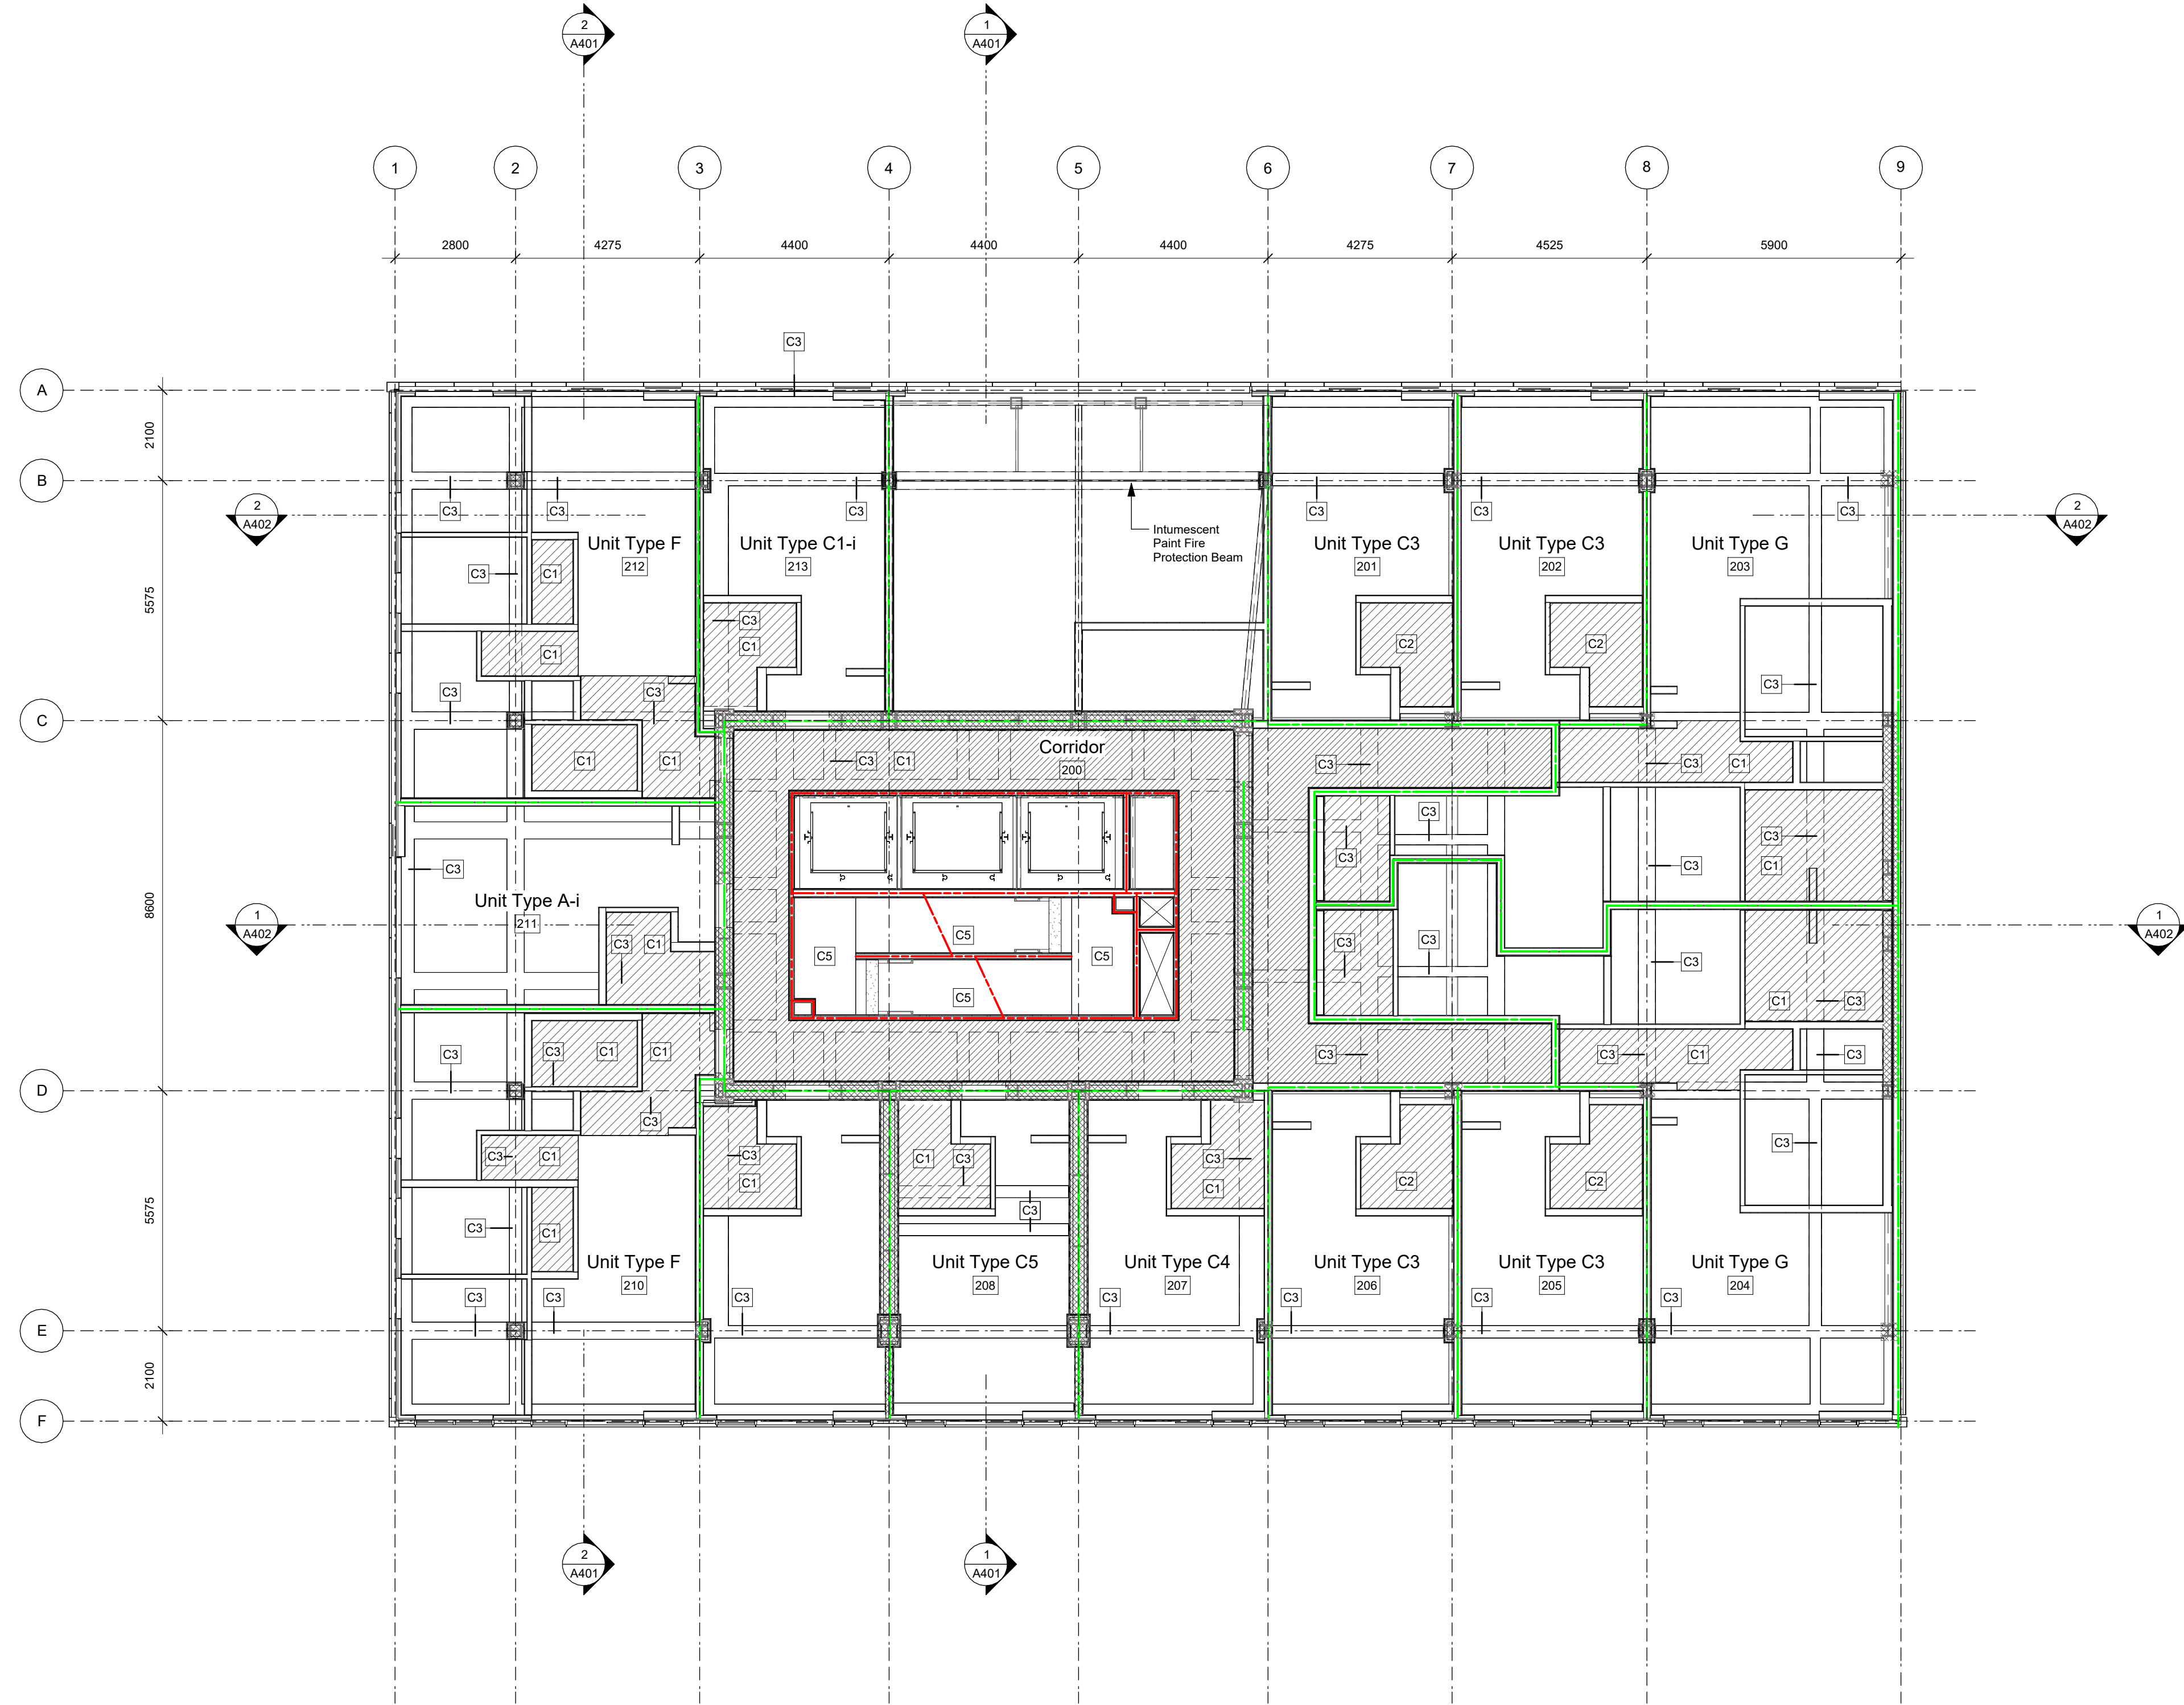 2
A401
1
A401
1
2
3
4
5
6
7
8
9
2800
4275
4400
4400
4400
4275
4525
5900
C3
A
2100
B
2
A402
C3
C3
C3
C3
C3
C3
2
A402
Intumescent
Paint Fire
Protection Beam
Unit Type F
212
Unit Type C1-i
213
Unit Type C3
201
Unit Type C3
202
Unit Type G
203
5575
C3
C1
C3
C1
C1
C2
C2
C3
C3
C3
C
Corridor
200
C1
C1
C3
C1
C3
C3
C1
C3
C3
C3
C1
C3
C3
C1
8600
Unit Type A-i
211
1
A402
C3
C1
C5
C5
C5
C5
C3
C3
C3
1
A402
C1
C3
C3
C3
C1
C1
C3
C3
C1
C3
D
C3
C3
C1
C3
C1
C1
C3
C3
C1
C2
C2
C3
5575
C3
C1
C3
Unit Type F
210
Unit Type C5
208
Unit Type C4
207
Unit Type C3
206
Unit Type C3
205
Unit Type G
204
C3
C3
C3
C3
C3
C3
C3
E
2100
F
2
A401
1
A401